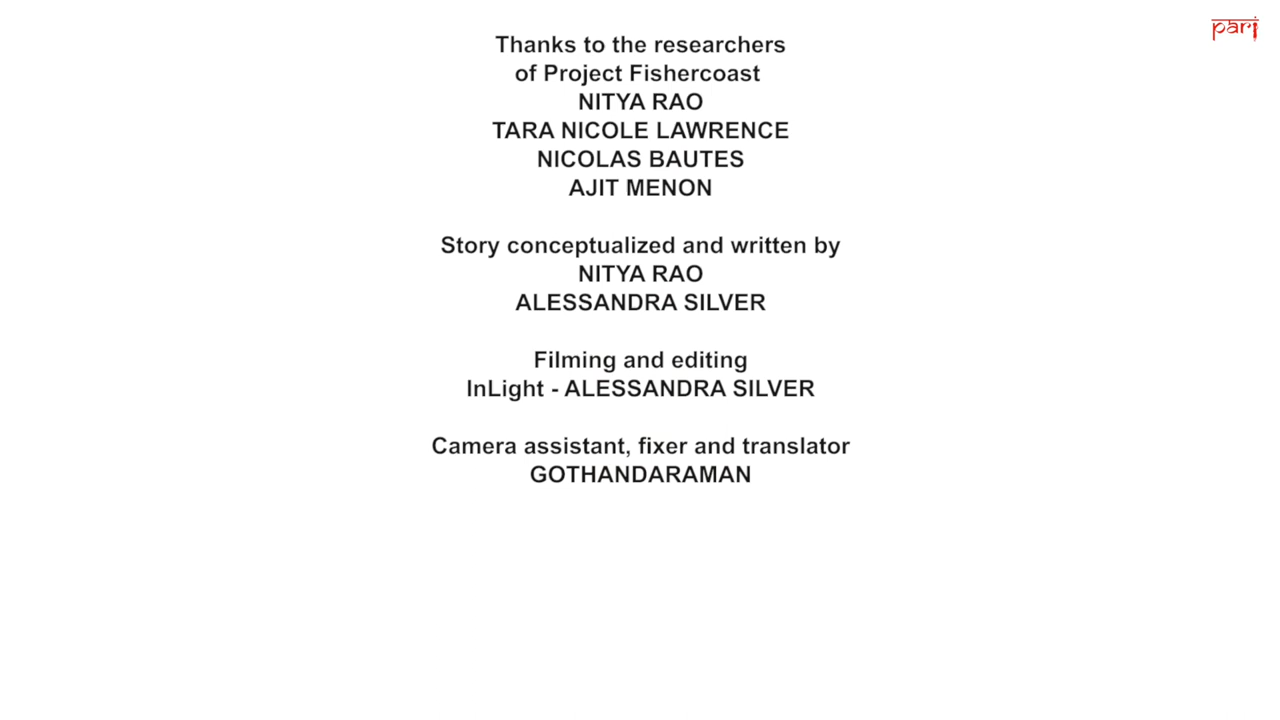 pari
Thanks to the researchers
of Project Fishercoast
NITYA RAO
TARA NICOLE LAWRENCE
NICOLAS BAUTES
AJIT MENON
Story conceptualized and written by
NITYA RAO
ALESSANDRA SILVER
Filming and editing
InLight - ALESSANDRA SILVER
Camera assistant, fixer and translator
GOTHANDARAMAN